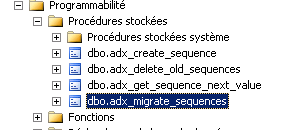 Programmabilité
Procédures stockées
Procédures stockées système
dbo.adx_create_sequence
dbo.adx_delete_old_sequences
dbo.adx_get_sequence_next_value
dbo.adx_migrate_sequences
Fonctions